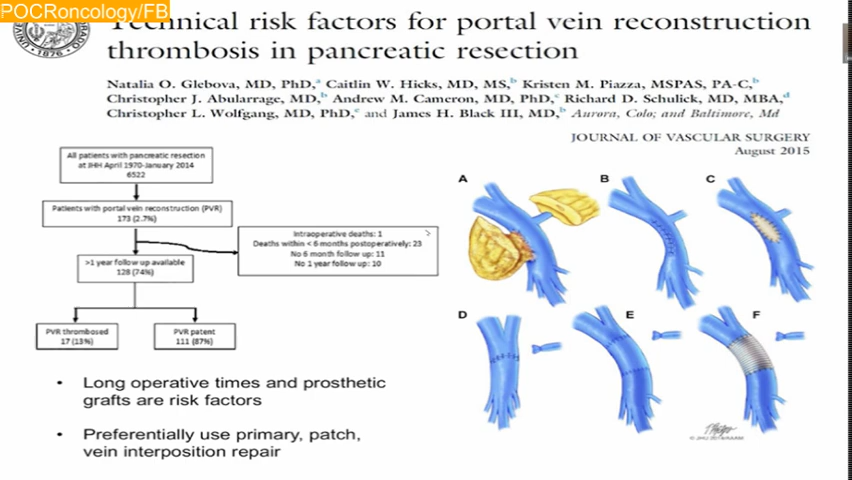 POCRoncology/FB
Technical risk factors for portal vein reconstruction
thrombosis in pancreatic resection
Natalia O. Glebova, MD, PhD,a Caitlin W. Hicks, MD, MS,b Kristen M. Piazza, MSPAS, PA-C,b
Christopher J. Abularrage, MD,b Andrew M. Cameron, MD, PhD,c Richard D. Schulick, MD, MBA,d
Christopher L. Wolfgang, MD, PhD,c and James H. Black III, MD,b Aurora, Colo; and Baltimore, Md
JOURNAL OF VASCULAR SURGERY
August 2015
All patients with pancreatic resection
at JHH April 1970-January 2014
6522
Patients with portal vein reconstruction (PVR)
173 (2.7%)
Intraoperative deaths: 1
Deaths within < 6 months postoperatively: 23
No 6 month follow up: 11
No 1 year follow up: 10
>1 year follow up available
128 (74%)
PVR thrombosed
17 (13%)
PVR patent
111 (87%)
A
B
C
D
E
F
• Long operative times and prosthetic
grafts are risk factors
• Preferentially use primary, patch,
vein interposition repair
1876